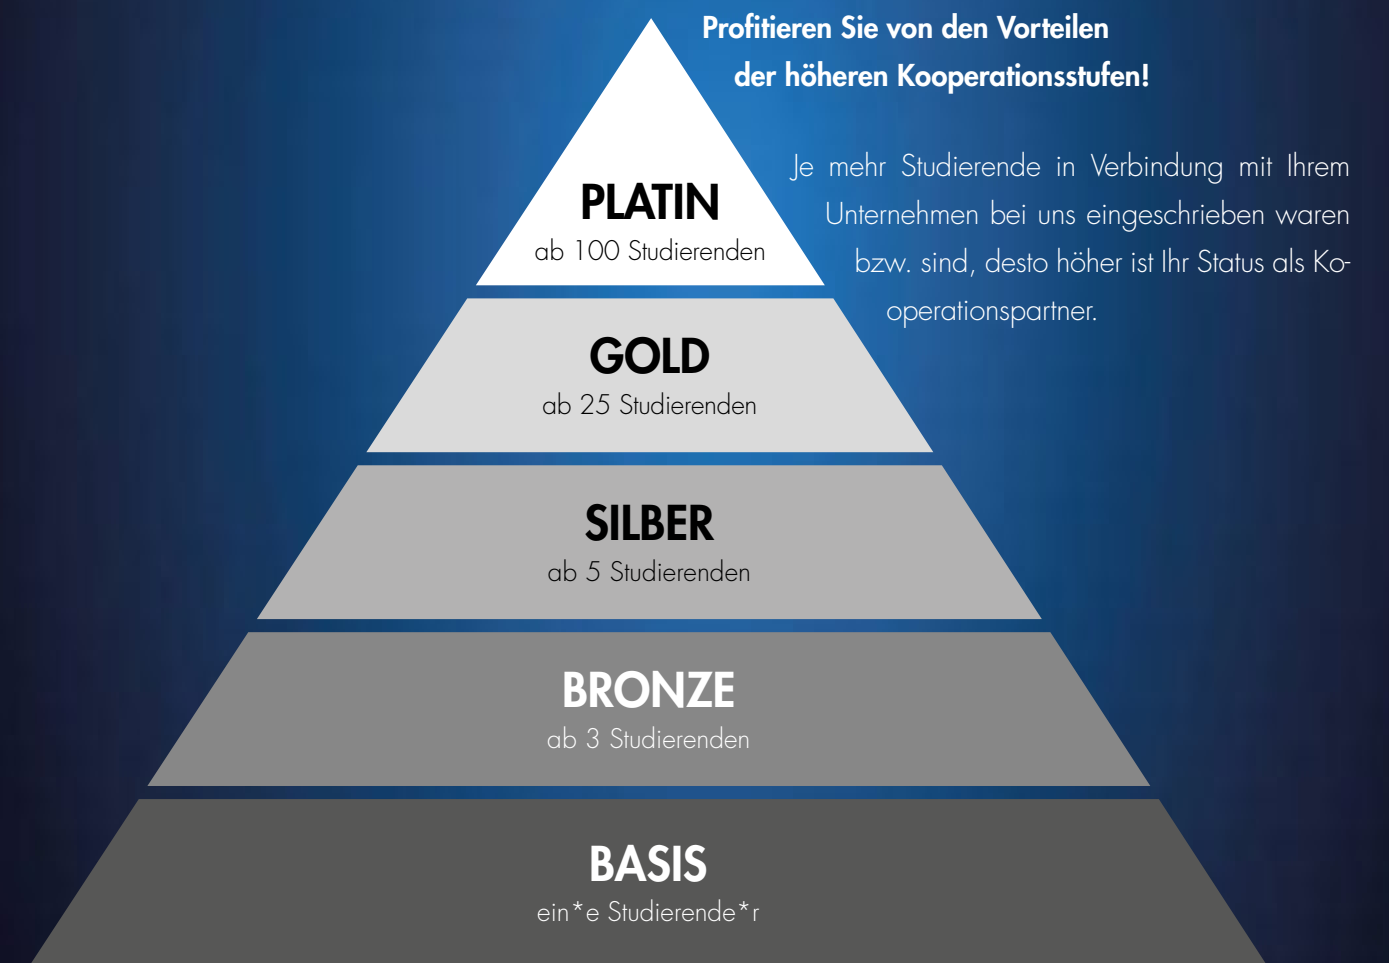 Profitieren Sie von den Vorteilen
der höheren Kooperationsstufen!
Je mehr Studierende in Verbindung mit Ihrem
Unternehmen bei uns eingeschrieben waren
bzw. sind, desto höher ist Ihr Status als Ko-
operationspartner.
PLATIN
ab 100 Studierenden
GOLD
ab 25 Studierenden
SILBER
ab 5 Studierenden
BRONZE
ab 3 Studierenden
BASIS
ein*e Studierende*r